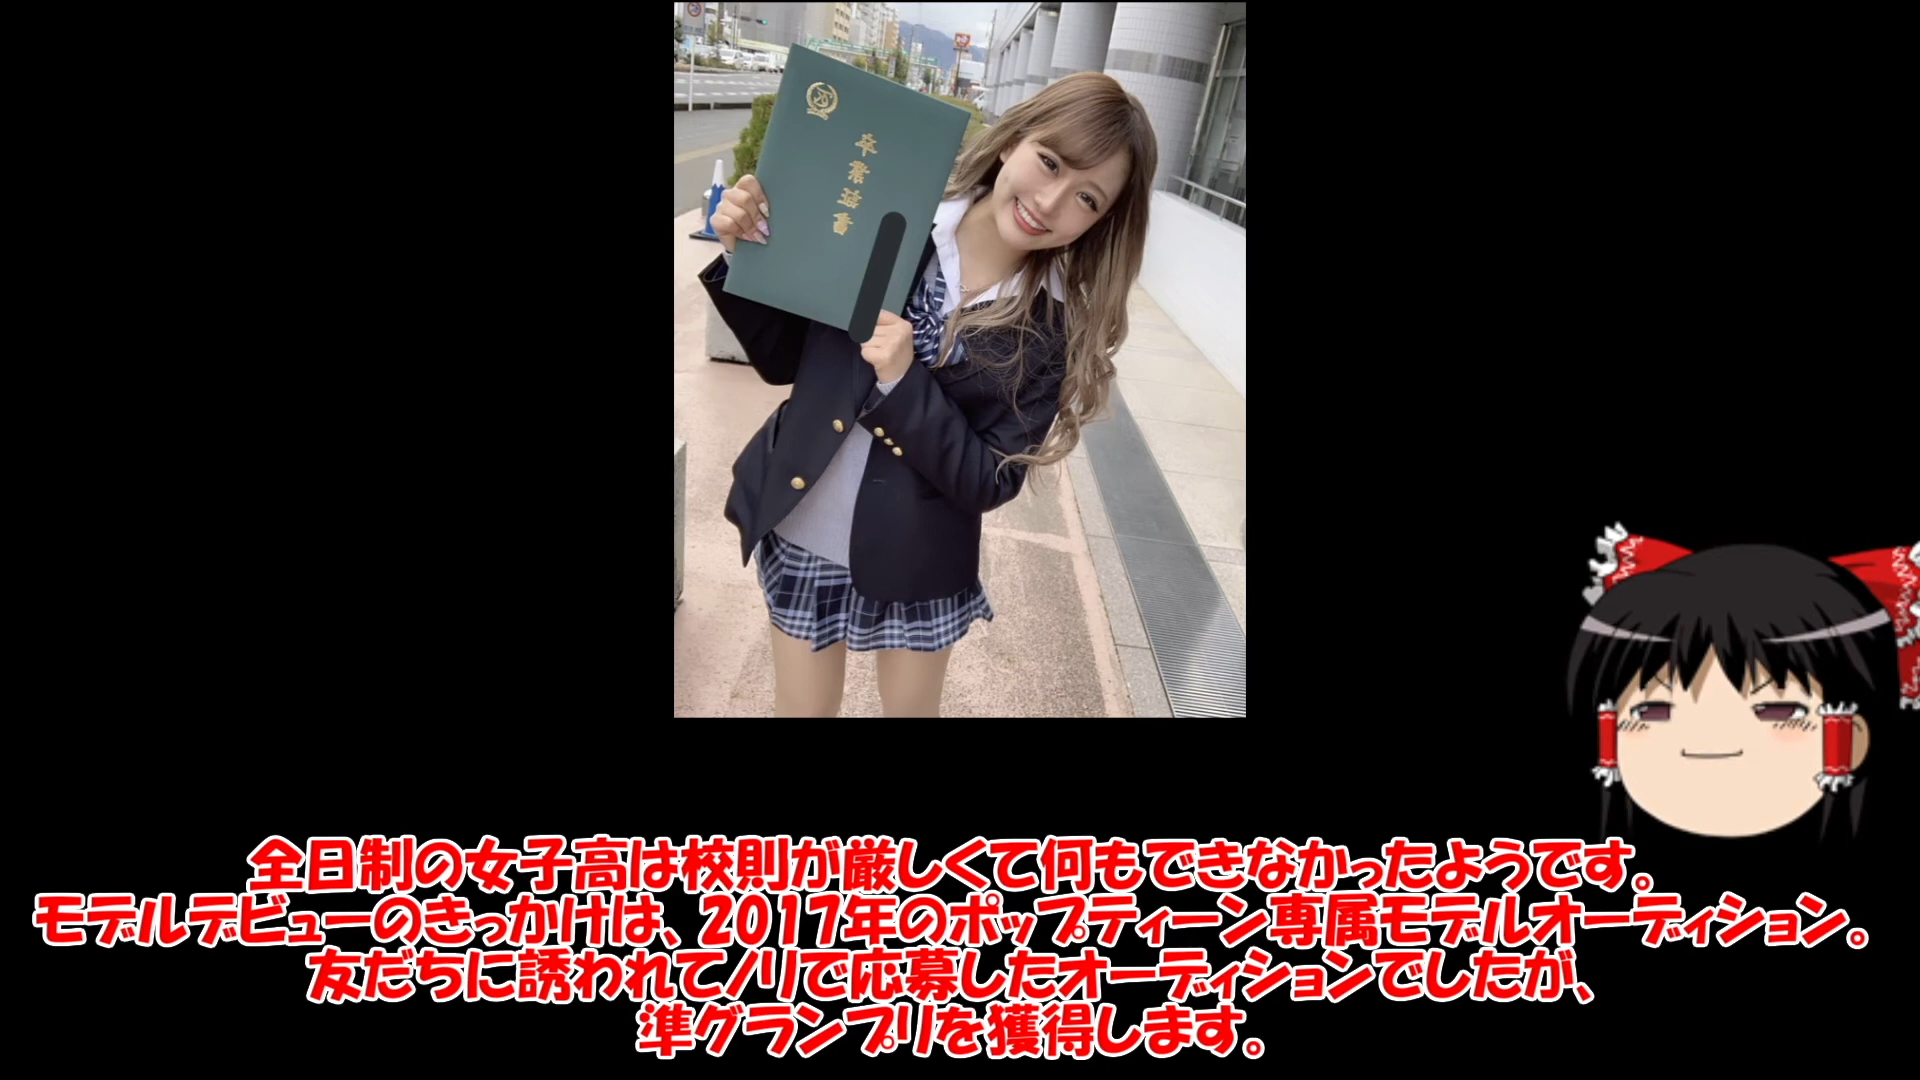 卒業証書
全日制の女子高は校則が厳しくて何もできなかったようです。
モデルデビューのきっかけは、2017年のポップティーン専属モデルオーディション。
友だちに誘われてノリで応募したオーディションでしたが、
準グランプリを獲得します。